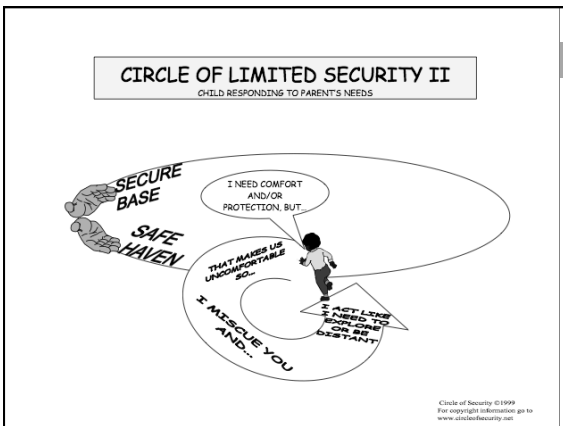 CIRCLE OF LIMITED SECURITY II
CHILD RESPONDING TO PARENT'S NEEDS
SECURE
BASE
I NEED COMFORT
AND/OR
PROTECTION, BUT...
SAFE
HAVEN
THAT MAKES US
UNCOMFORTABLE
SO...
I MISCUE YOU
AND...
I ACT LIKE
I NEED TO
EXPLORE
OR BE
DISTANT
Circle of Security ©1999
For copyright information go to
www.circleofsecurity.net